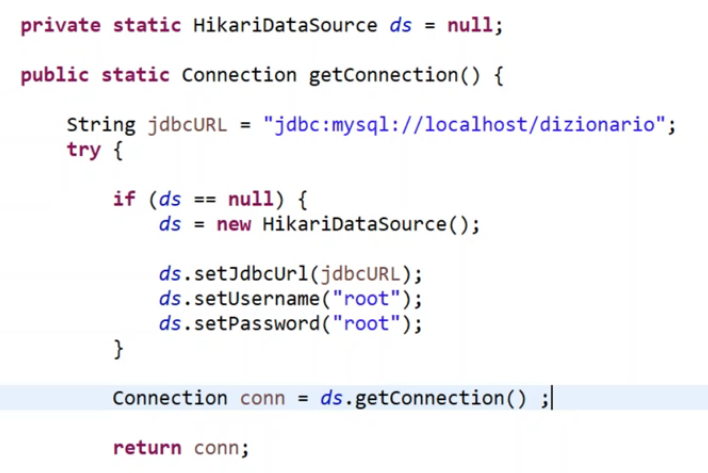 private static HikariDataSource ds = null;
public static Connection getConnection() {
String jdbcURL = "jdbc:mysql://localhost/dizionario";
try {
if (ds == null) {
ds = new HikariDataSource();
ds.setJdbcUrl(jdbcURL);
ds.setUsername("root");
ds.setPassword("root");
}
Connection conn = ds.getConnection() ;
return conn;